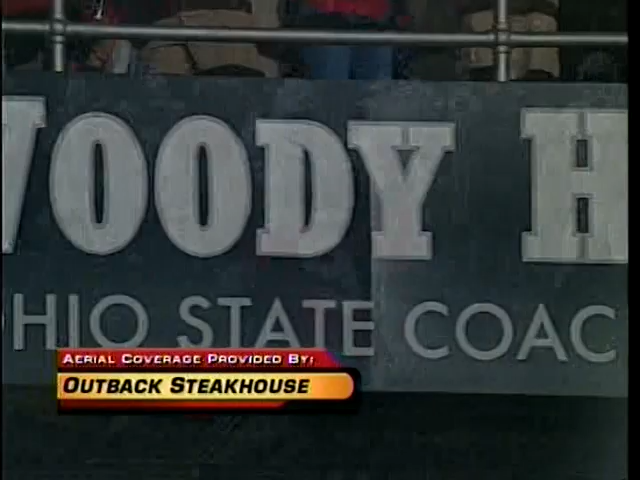 WOODY H
OHIO STATE COAC
AERIAL COVERAGE PROVIDED BY:
OUTBACK STEAKHOUSE